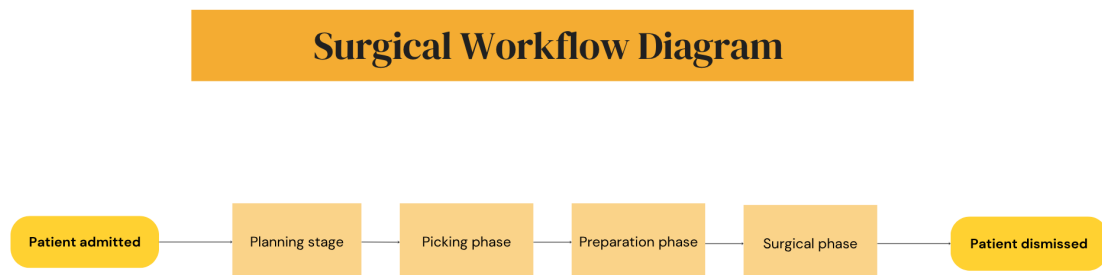 Surgical Workflow Diagram
Patient admitted
Planning stage
Picking phase
Preparation phase
Surgical phase
Patient dismissed